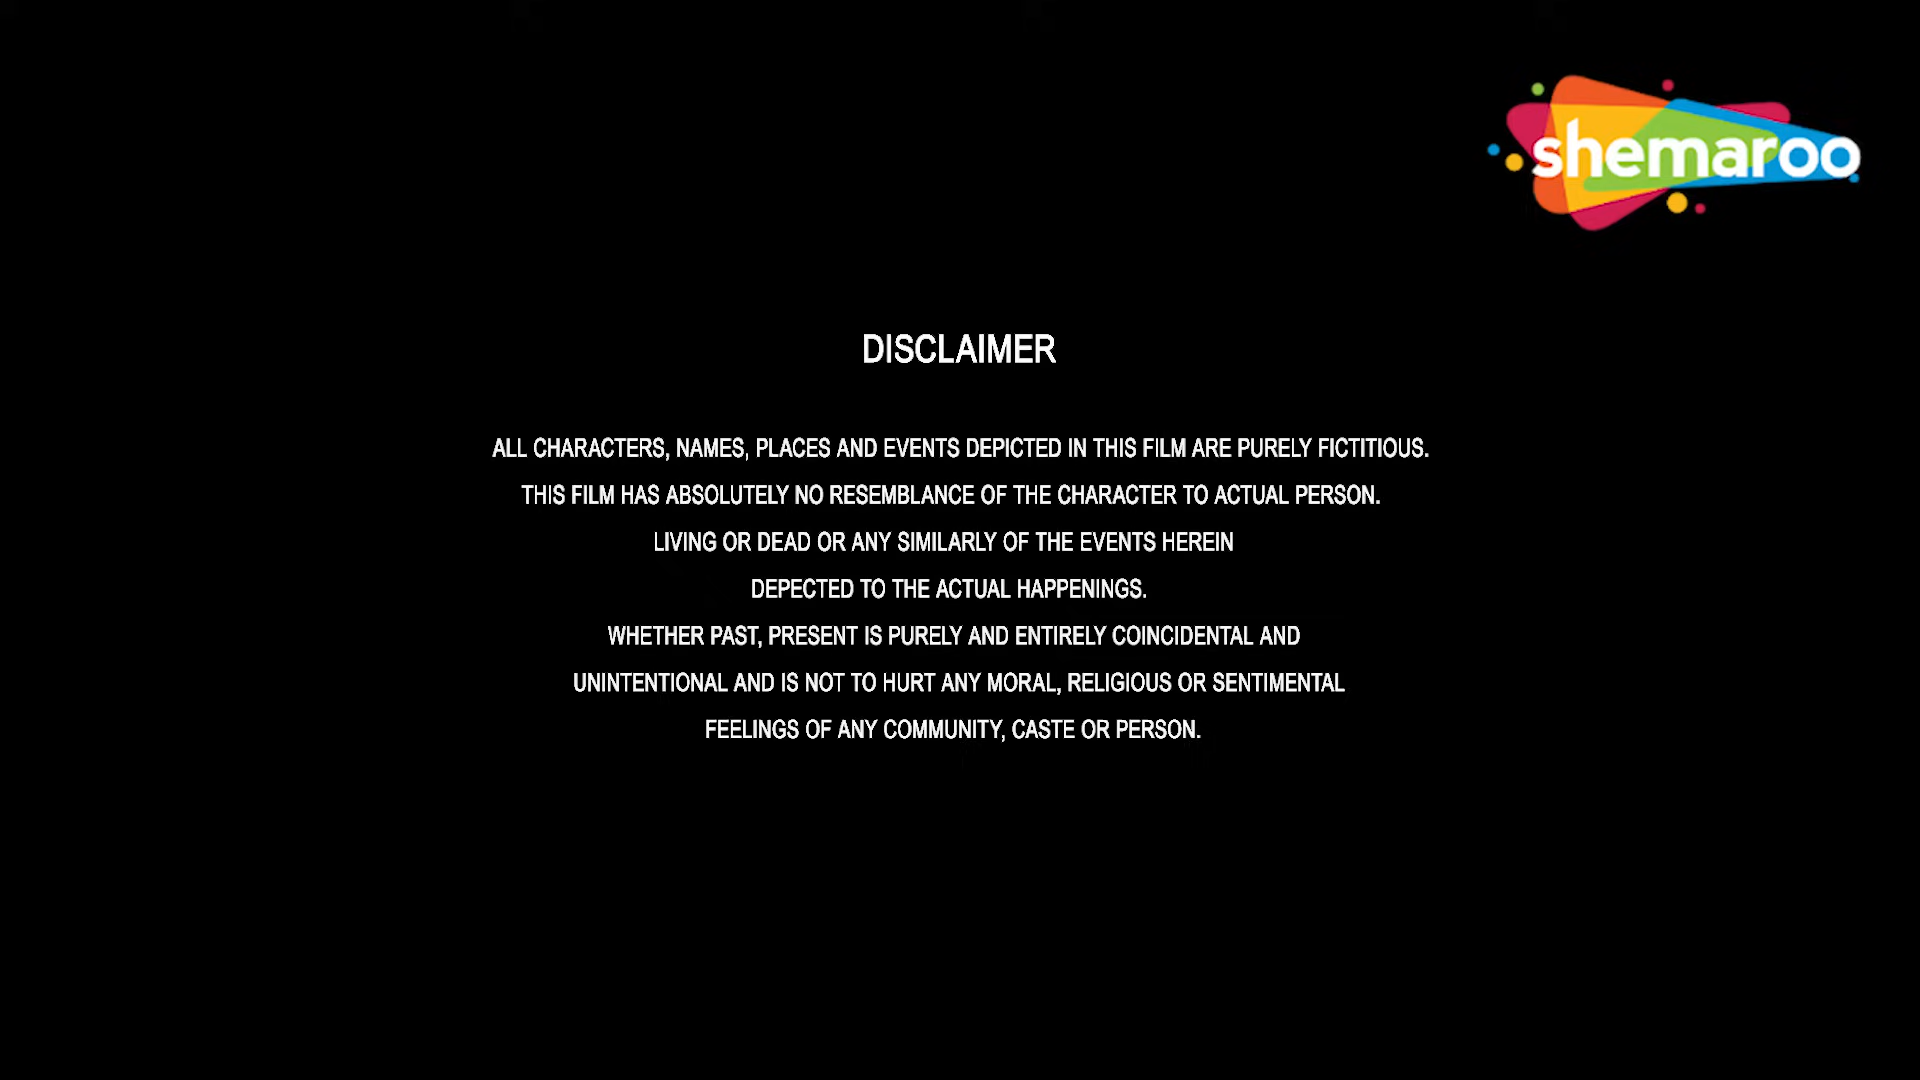 shemaroo
DISCLAIMER
ALL CHARACTERS, NAMES, PLACES AND EVENTS DEPICTED IN THIS FILM ARE PURELY FICTITIOUS.
THIS FILM HAS ABSOLUTELY NO RESEMBLANCE OF THE CHARACTER TO ACTUAL PERSON.
LIVING OR DEAD OR ANY SIMILARLY OF THE EVENTS HEREIN
DEPECTED TO THE ACTUAL HAPPENINGS.
WHETHER PAST, PRESENT IS PURELY AND ENTIRELY COINCIDENTAL AND
UNINTENTIONAL AND IS NOT TO HURT ANY MORAL, RELIGIOUS OR SENTIMENTAL
FEELINGS OF ANY COMMUNITY, CASTE OR PERSON.